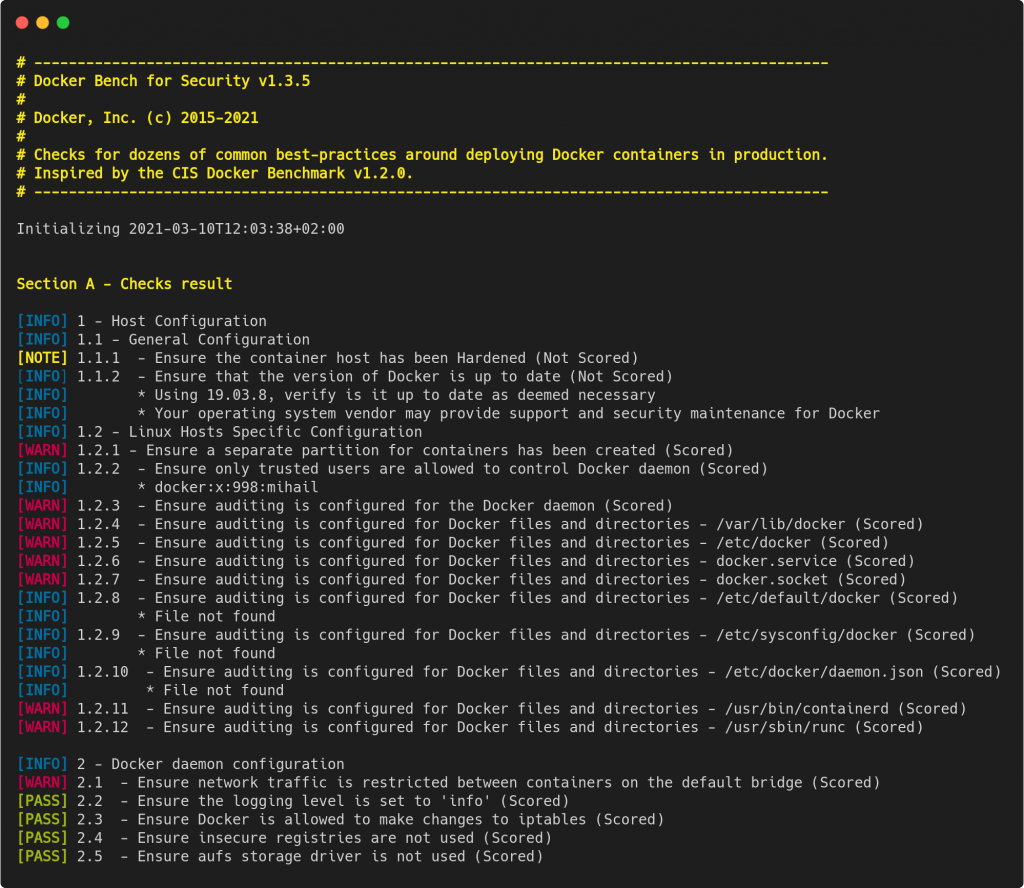 # --------------------------------------------------------------------------------------------
# Docker Bench for Security v1.3.5
#
# Docker, Inc. (c) 2015-2021
#
# Checks for dozens of common best-practices around deploying Docker containers in production.
# Inspired by the CIS Docker Benchmark v1.2.0.
# --------------------------------------------------------------------------------------------
Initializing 2021-03-10T12:03:38+02:00
Section A - Checks result
[INFO] 1 - Host Configuration
[INFO] 1.1 - General Configuration
[NOTE] 1.1.1  - Ensure the container host has been Hardened (Not Scored)
[INFO] 1.1.2  - Ensure that the version of Docker is up to date (Not Scored)
[INFO]        * Using 19.03.8, verify is it up to date as deemed necessary
[INFO]        * Your operating system vendor may provide support and security maintenance for Docker
[INFO] 1.2 - Linux Hosts Specific Configuration
[WARN] 1.2.1 - Ensure a separate partition for containers has been created (Scored)
[INFO] 1.2.2  - Ensure only trusted users are allowed to control Docker daemon (Scored)
[INFO]        * docker:x:998:mihail
[WARN] 1.2.3  - Ensure auditing is configured for the Docker daemon (Scored)
[WARN] 1.2.4  - Ensure auditing is configured for Docker files and directories - /var/lib/docker (Scored)
[WARN] 1.2.5  - Ensure auditing is configured for Docker files and directories - /etc/docker (Scored)
[WARN] 1.2.6  - Ensure auditing is configured for Docker files and directories - docker.service (Scored)
[WARN] 1.2.7  - Ensure auditing is configured for Docker files and directories - docker.socket (Scored)
[INFO] 1.2.8  - Ensure auditing is configured for Docker files and directories - /etc/default/docker (Scored)
[INFO]        * File not found
[INFO] 1.2.9  - Ensure auditing is configured for Docker files and directories - /etc/sysconfig/docker (Scored)
[INFO]        * File not found
[INFO] 1.2.10  - Ensure auditing is configured for Docker files and directories - /etc/docker/daemon.json (Scored)
[INFO]         * File not found
[WARN] 1.2.11  - Ensure auditing is configured for Docker files and directories - /usr/bin/containerd (Scored)
[WARN] 1.2.12  - Ensure auditing is configured for Docker files and directories - /usr/sbin/runc (Scored)
[INFO] 2 - Docker daemon configuration
[WARN] 2.1  - Ensure network traffic is restricted between containers on the default bridge (Scored)
[PASS] 2.2  - Ensure the logging level is set to 'info' (Scored)
[PASS] 2.3  - Ensure Docker is allowed to make changes to iptables (Scored)
[PASS] 2.4  - Ensure insecure registries are not used (Scored)
[PASS] 2.5  - Ensure aufs storage driver is not used (Scored)